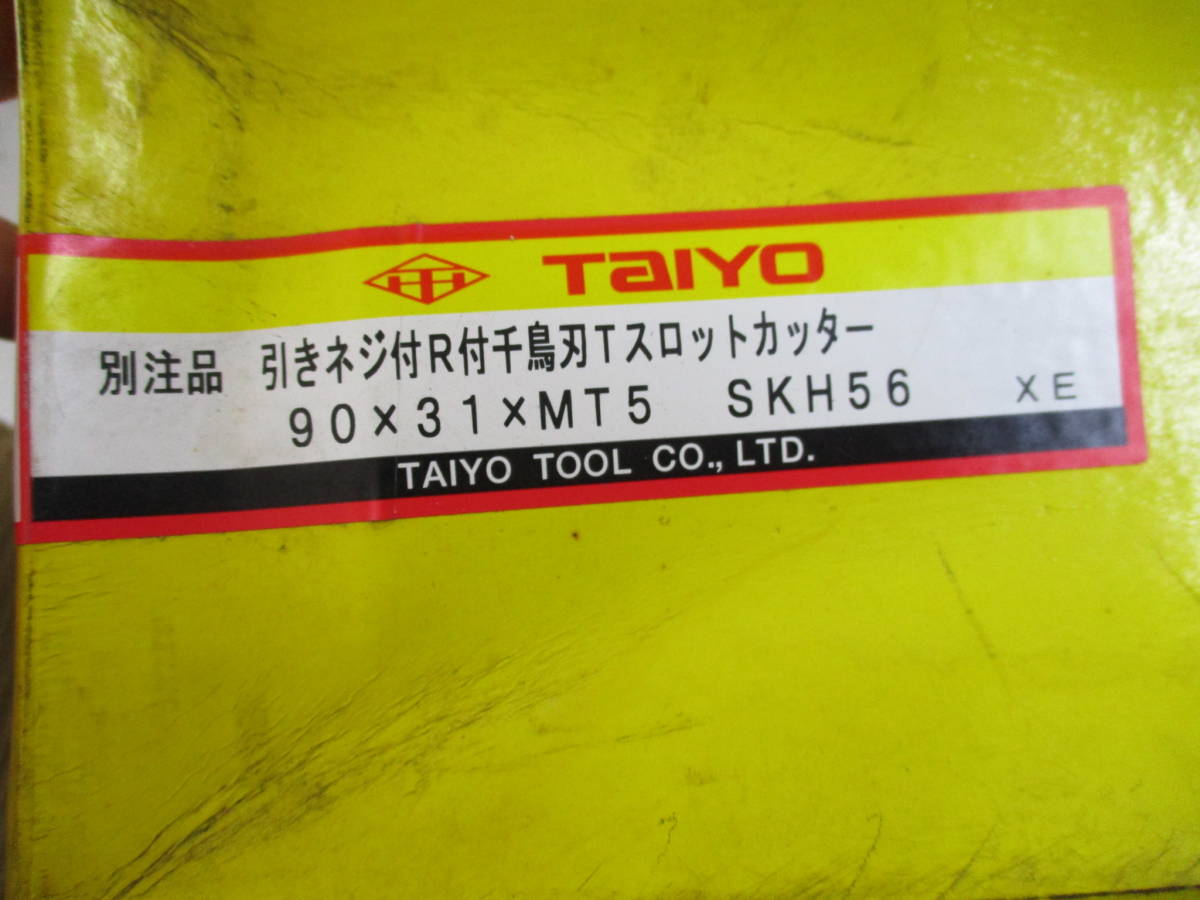 TAIYO
別注品 引きネジ付R付千鳥刃Tスロットカッター
90×31×MT5 SKH56 XE
TAIYO TOOL CO., LTD.